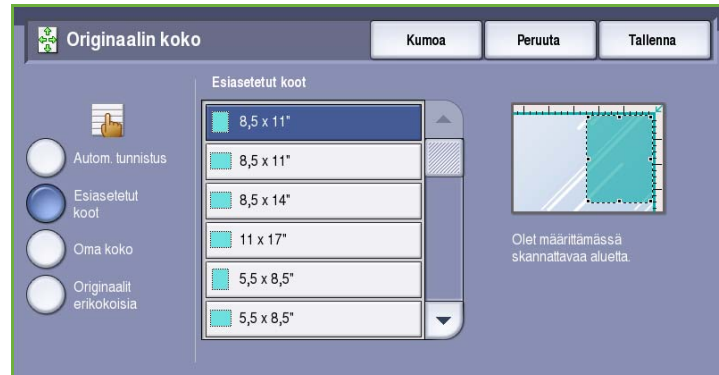 Originaalin koko
Kumoa
Peruuta
Tallenna
Esiasetetut koot
Autom. tunnistus
Esiasetetut
koot
Oma koko
Originaalit
erikokoisia
8,5 x 11"
8,5 x 11"
8,5 x 14"
11 x 17"
5,5 x 8,5"
5,5 x 8,5"
Olet määrittämässä
skannattavaa aluetta.